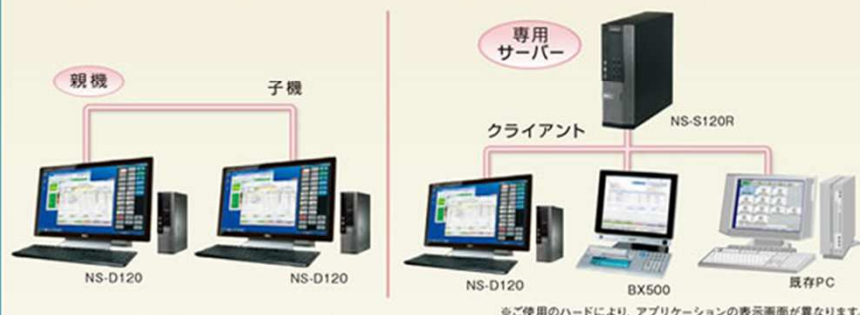 親機
子機
NS-D120
NS-D120
専用
サーバー
NS-S120R
クライアント
NS-D120
BX500
既存PC
※ご使用のハードにより、アプリケーションの表示画面が異なります。